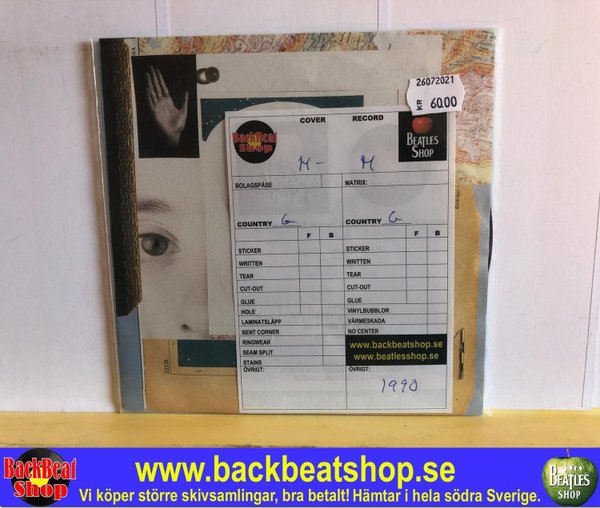 26072021
KR 60.00
COVER RECORD
BackBeat Shop
BEATLES SHOP
M- M
BOLAGSPÅSE MATRIX:
COUNTRY G COUNTRY G
F B F B
STICKER STICKER
WRITTEN WRITTEN
TEAR TEAR
CUT-OUT CUT-OUT
GLUE GLUE
HOLE VINYLBUBBLOR
LAMINATSLÄPP VÄRMESKADA
BENT CORNER NO CENTER
RINGWEAR www.backbeatshop.se
SEAM SPLIT www.beatlesshop.se
STAINS
ÖVRIGT: ÖVRIGT:
1990
BackBeat Shop
www.backbeatshop.se
Vi köper större skivsamlingar, bra betalt! Hämtar i hela södra Sverige.
BEATLES SHOP